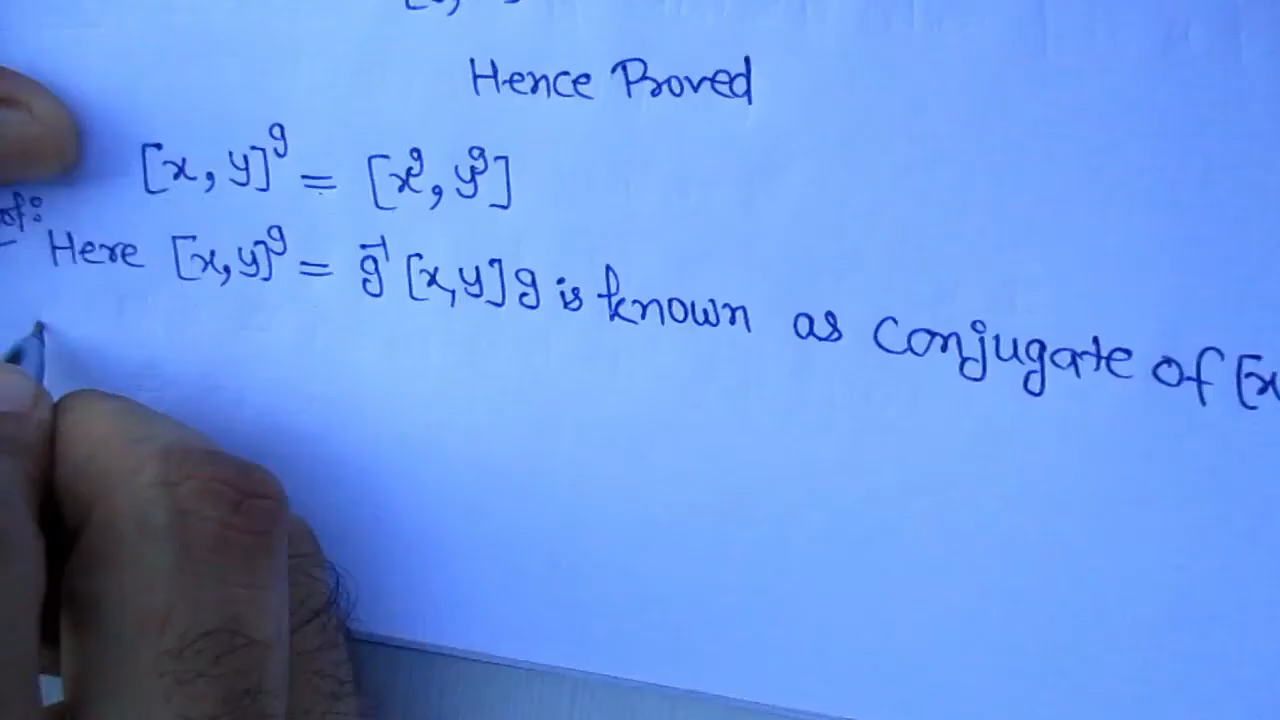 Hence Proved
[x, y]^g = [x^g, y^g]
Here [x, y]^g = g^-1 [x, y] g is known as conjugate of [x